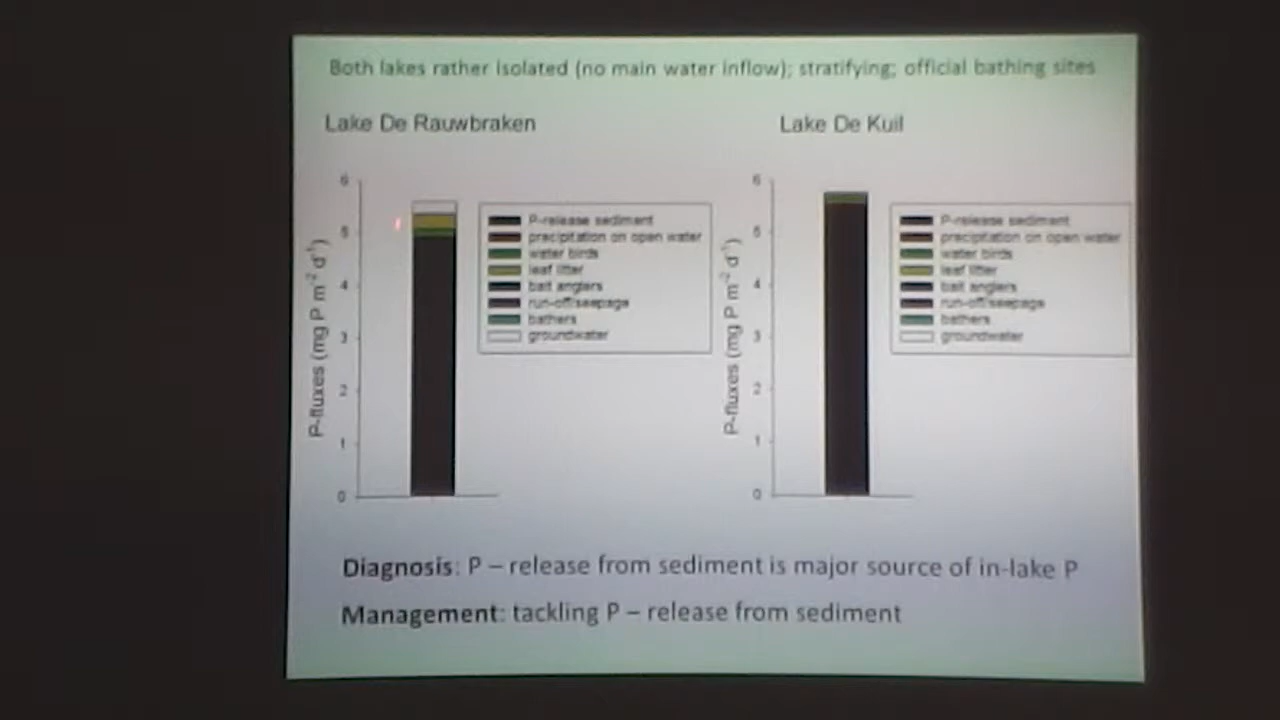 Both lakes rather isolated (no main water inflow); stratifying; official bathing sites
Lake De Rauwbraken
Lake De Kuil
P-fluxes (mg P m-2 d-1)
6
5
4
3
2
1
0
P-release sediment
precipitation on open water
water birds
leaf litter
bait anglers
run-off/seepage
bathers
groundwater
P-fluxes (mg P m-2 d-1)
6
5
4
3
2
1
0
P-release sediment
precipitation on open water
water birds
leaf litter
bait anglers
run-off/seepage
bathers
groundwater
Diagnosis: P – release from sediment is major source of in-lake P
Management: tackling P – release from sediment